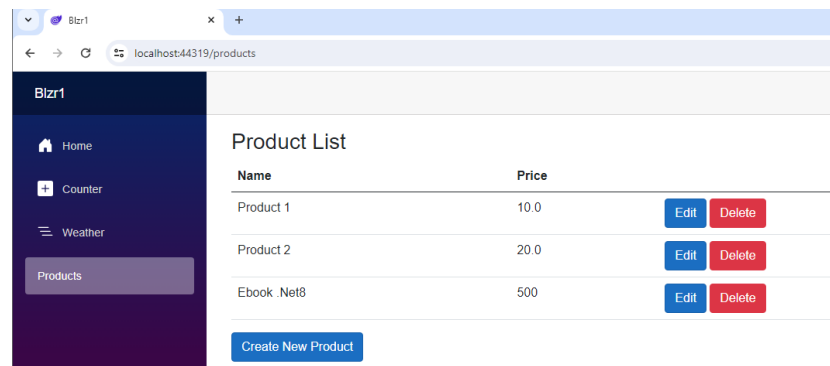 Blzr1
localhost:44319/products
Blzr1
Home
Counter
Weather
Products
Product List
Name Price
Product 1 10.0 Edit Delete
Product 2 20.0 Edit Delete
Ebook .Net8 500 Edit Delete
Create New Product